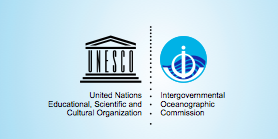 UNESCO
United Nations
Educational, Scientific and
Cultural Organization
Intergovernmental
Oceanographic
Commission